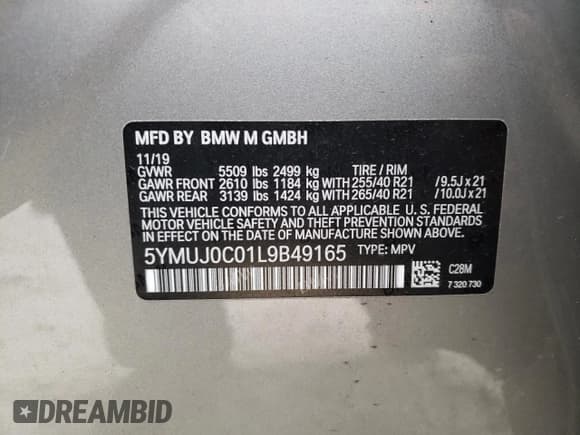 MFD BY BMW M GMBH
11/19
GVWR 5509 lbs 2499 kg TIRE / RIM
GAWR FRONT 2610 lbs 1184 kg WITH 255/40 R21 /9.5J x 21
GAWR REAR 3139 lbs 1424 kg WITH 265/40 R21 /10.0J x 21
THIS VEHICLE CONFORMS TO ALL APPLICABLE U. S. FEDERAL
MOTOR VEHICLE SAFETY, BUMPER, AND THEFT PREVENTION
STANDARDS IN EFFECT ON THE DATE OF MANUFACTURE SHOWN ABOVE.
5YMUJ0C01L9B49165 TYPE: MPV
C28M
7 320 730
DREAMBID